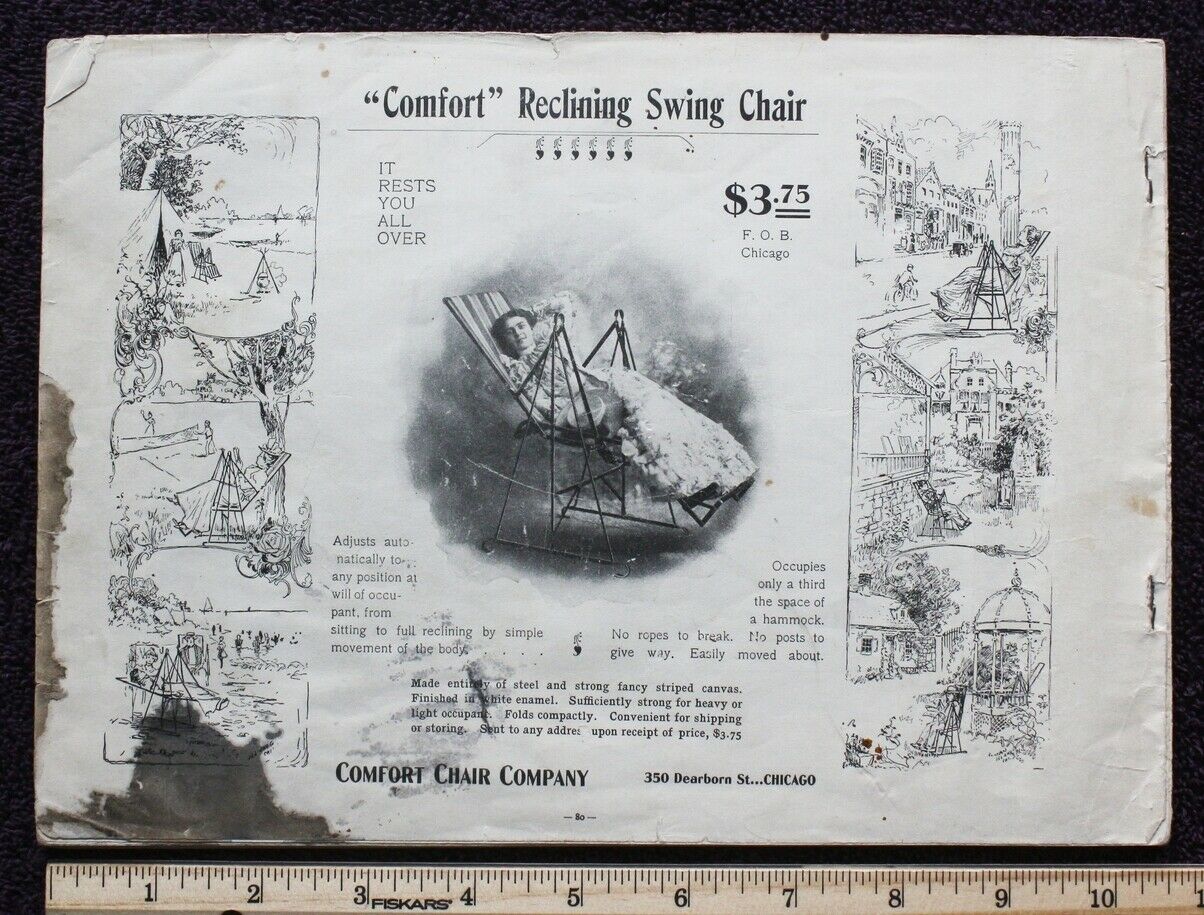 "Comfort" Reclining Swing Chair
IT
RESTS
YOU
ALL
OVER
$3.75
F. O. B.
Chicago
Adjusts auto-
natically to
any position at
will of occu-
pant, from
sitting to full reclining by simple
movement of the body. . . . . . .
Occupies
only a third
the space of
a hammock.
No ropes to break. No posts to
give way. Easily moved about.
Made entirely of steel and strong fancy striped canvas.
Finished in white enamel. Sufficiently strong for heavy or
light occupant. Folds compactly. Convenient for shipping
or storing. Sent to any addres upon receipt of price, $3.75
COMFORT CHAIR COMPANY 350 Dearborn St...CHICAGO
— 80 —
1 2 3 FISKARS 4 5 6 7 8 9 10